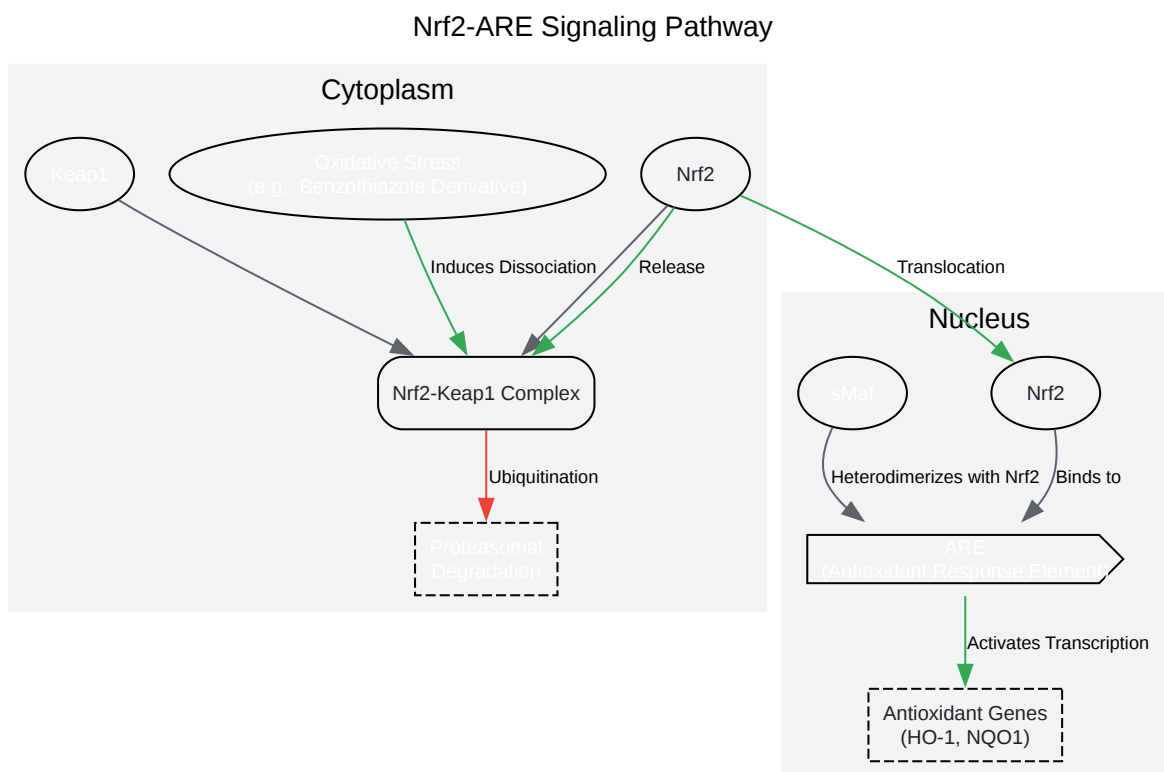 Nrf2-ARE Signaling Pathway
Cytoplasm
Keap1
Oxidative Stress
(e.g., Benzothiazole Derivative)
Nrf2
Induces Dissociation
Release
Translocation
Nucleus
Nrf2-Keap1 Complex
sMaf
Nrf2
Ubiquitination
Heterodimerizes with Nrf2
Binds to
Proteasomal
Degradation
ARE
(Antioxidant Response Element)
Activates Transcription
Antioxidant Genes
(HO-1, NQO1)